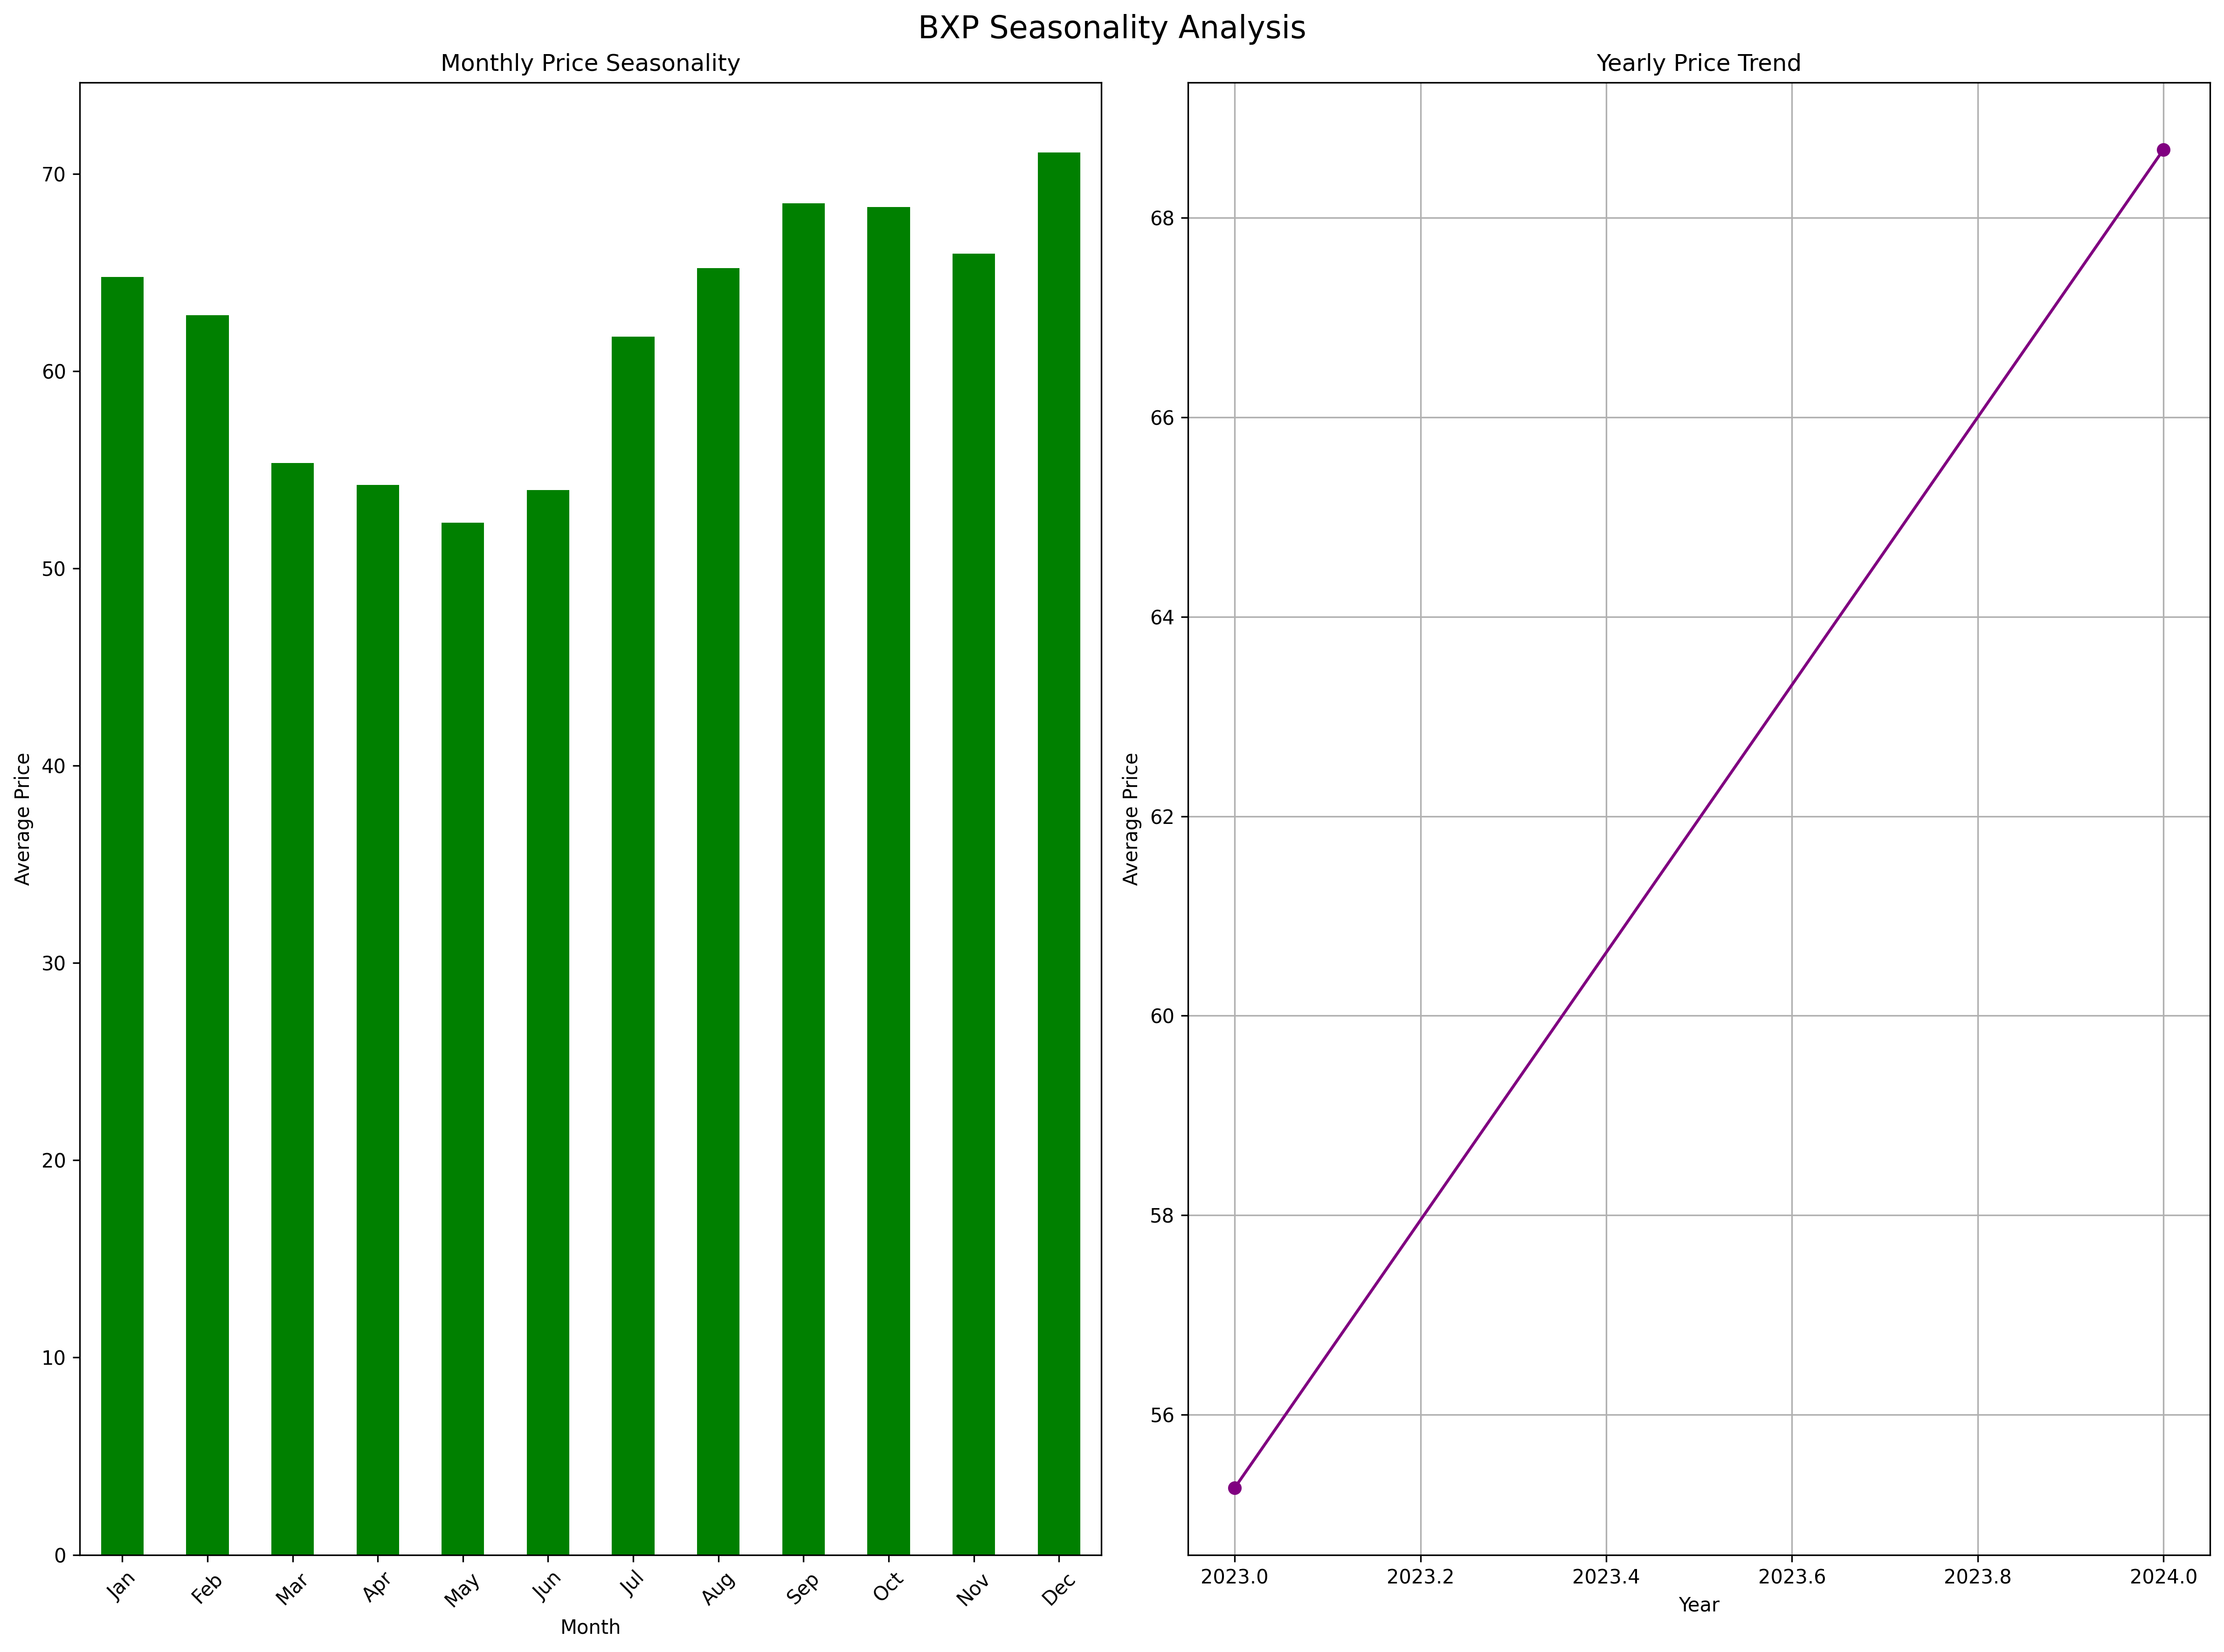 BXP Seasonality Analysis
Monthly Price Seasonality
Average Price
70
60
50
40
30
20
10
0
Jan
Feb
Mar
Apr
May
Jun
Jul
Aug
Sep
Oct
Nov
Dec
Month
Yearly Price Trend
Average Price
68
66
64
62
60
58
56
2023.0
2023.2
2023.4
2023.6
2023.8
2024.0
Year